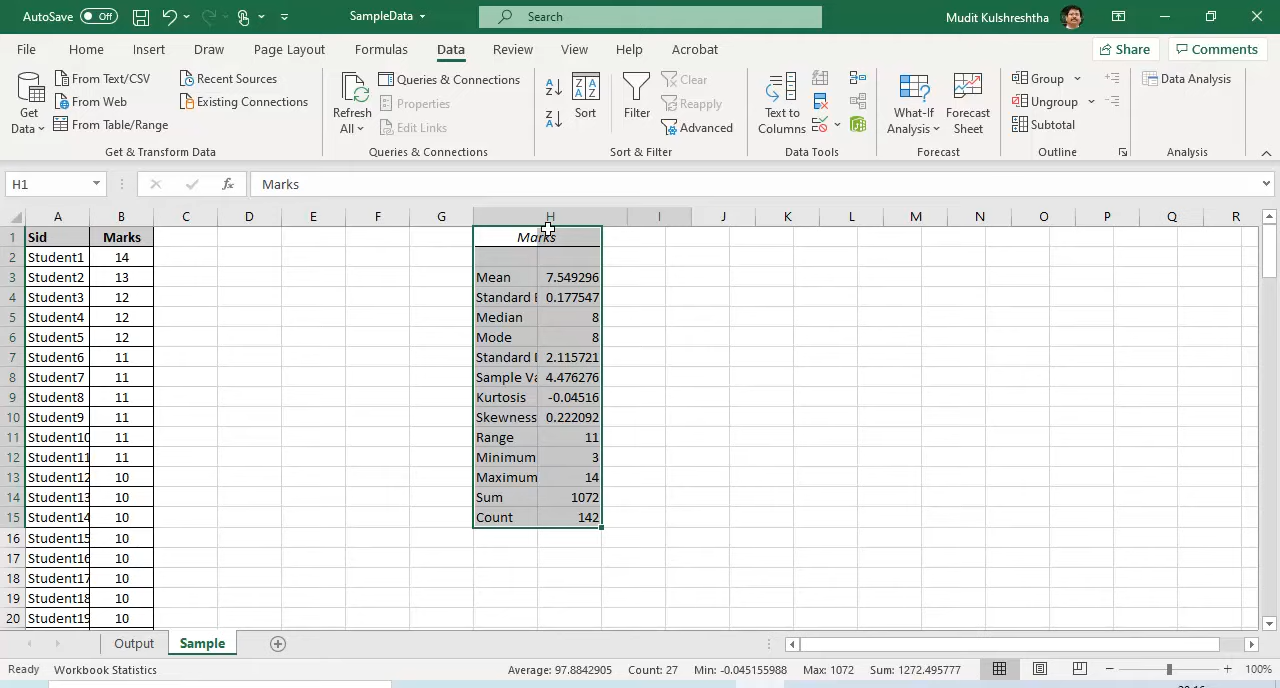 AutoSave Off SampleData Search Mudit Kulshreshtha
File Home Insert Draw Page Layout Formulas Data Review View Help Acrobat Share Comments
Get Data
From Text/CSV
From Web
From Table/Range
Recent Sources
Existing Connections
Get & Transform Data
Refresh All
Queries & Connections
Properties
Edit Links
Queries & Connections
Sort
Filter
Clear
Reapply
Advanced
Sort & Filter
Text to Columns
Data Tools
What-If Analysis
Forecast Sheet
Forecast
Group
Ungroup
Subtotal
Outline
Data Analysis
Analysis
H1 fx Marks
A B C D E F G H I J K L M N O P Q R
1 Sid Marks Marks
2 Student1 14
3 Student2 13 Mean 7.549296
4 Student3 12 Standard E 0.177547
5 Student4 12 Median 8
6 Student5 12 Mode 8
7 Student6 11 Standard D 2.115721
8 Student7 11 Sample Va 4.476276
9 Student8 11 Kurtosis -0.04516
10 Student9 11 Skewness 0.222092
11 Student10 11 Range 11
12 Student11 11 Minimum 3
13 Student12 10 Maximum 14
14 Student13 10 Sum 1072
15 Student14 10 Count 142
16 Student15 10
17 Student16 10
18 Student17 10
19 Student18 10
20 Student19 10
Output Sample
Ready Workbook Statistics Average: 97.8842905 Count: 27 Min: -0.045155988 Max: 1072 Sum: 1272.495777 100%